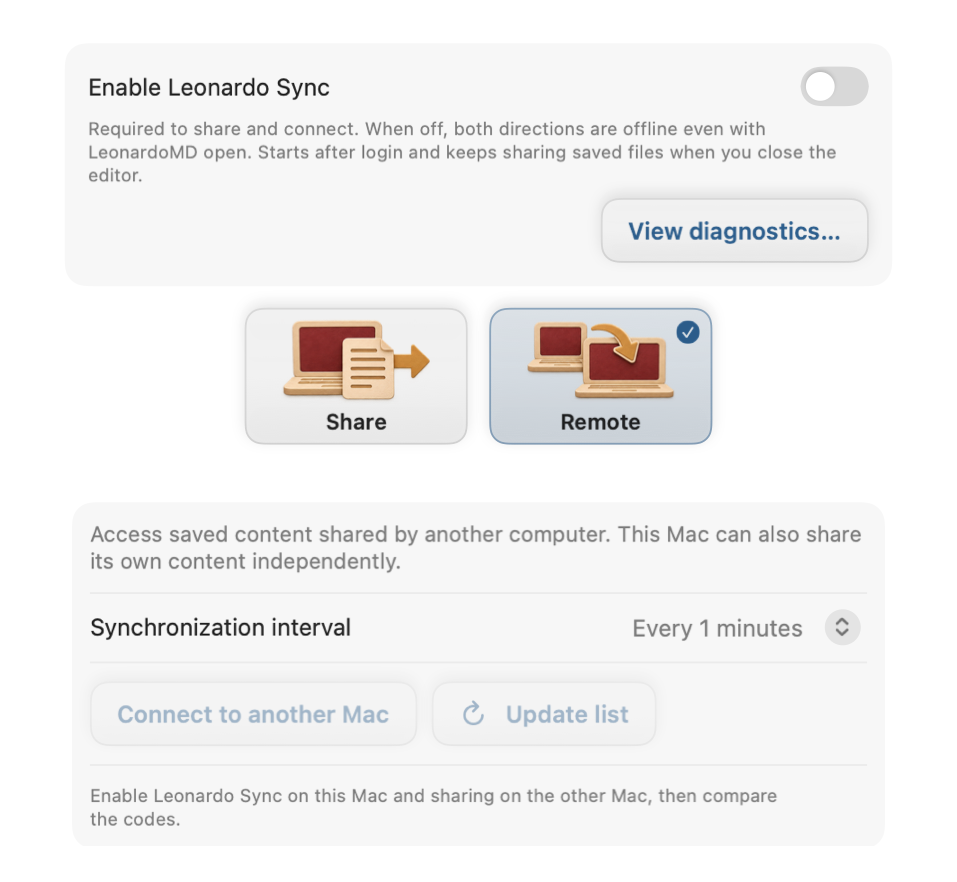 Enable Leonardo Sync
Required to share and connect. When off, both directions are offline even with
LeonardoMD open. Starts after login and keeps sharing saved files when you close the
editor.
View diagnostics...
Share
Remote
Access saved content shared by another computer. This Mac can also share
its own content independently.
Synchronization interval
Every 1 minutes
Connect to another Mac
Update list
Enable Leonardo Sync on this Mac and sharing on the other Mac, then compare
the codes.